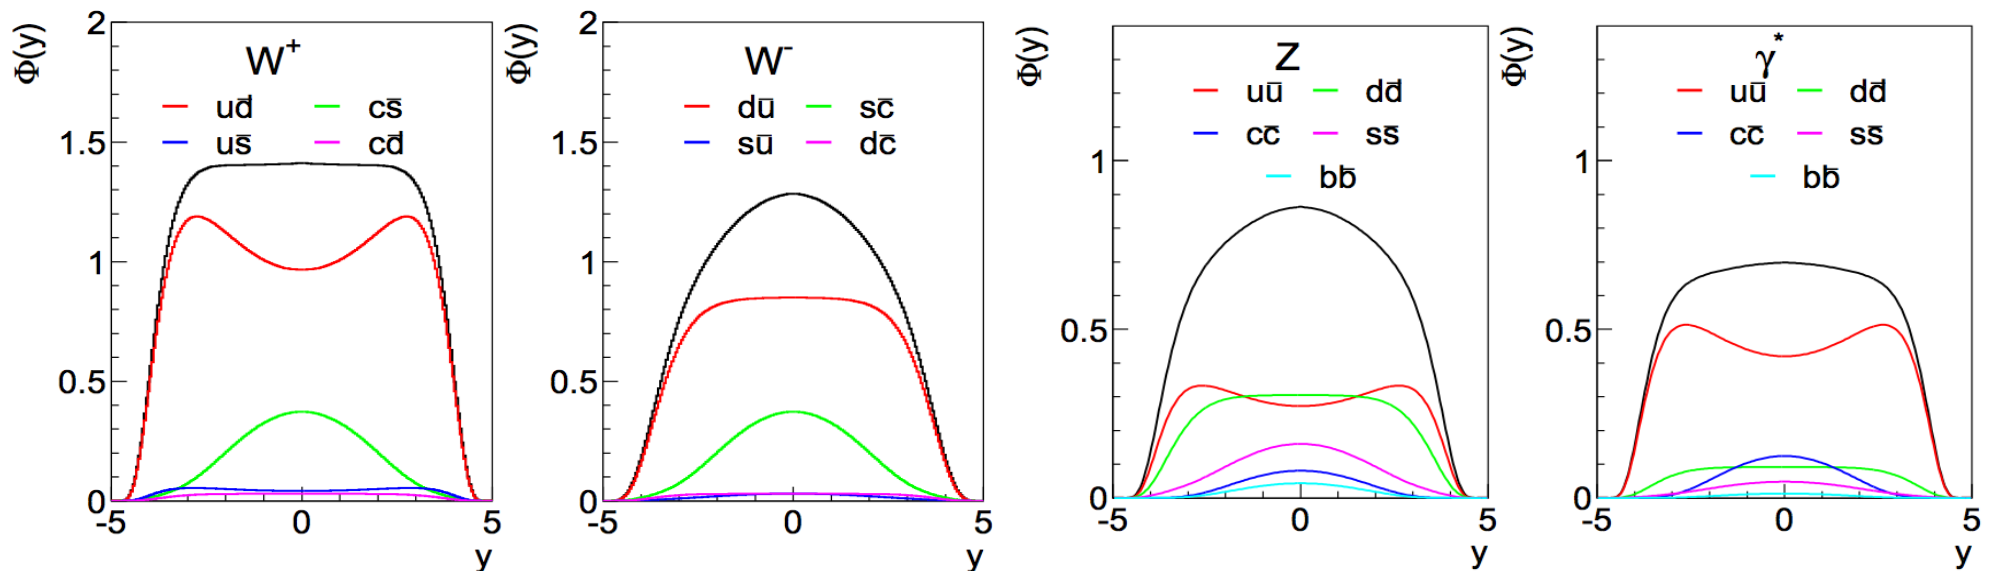 Φ(y)
2
1.5
1
0.5
0
W⁺
ud̄ cs̄
us̄ cd̄
-5 0 5
y
Φ(y)
2
1.5
1
0.5
0
W⁻
dū sc̄
sū dc̄
-5 0 5
y
Φ(y)
1
0.5
0
Z
uū dd̄
cc̄ ss̄
bb̄
-5 0 5
y
Φ(y)
1
0.5
0
γ*
uū dd̄
cc̄ ss̄
bb̄
-5 0 5
y